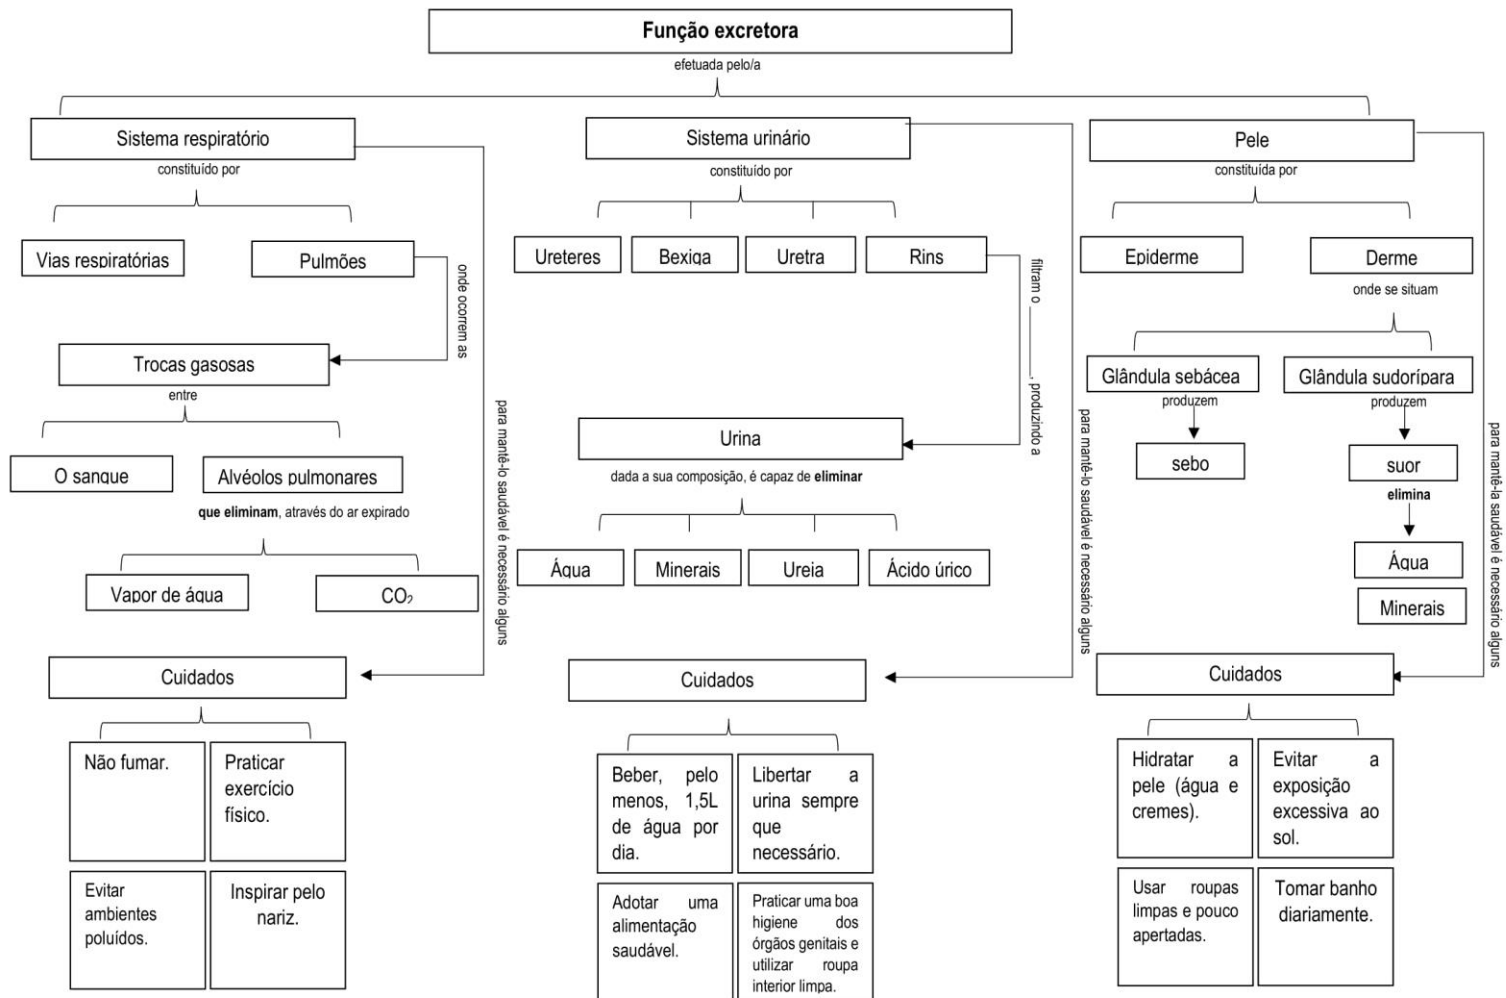 Função excretora
efetuada pelo/a
Sistema respiratório
constituído por
Vias respiratórias
Pulmões
onde ocorrem as
Trocas gasosas
entre
O sangue
Alvéolos pulmonares
que eliminam, através do ar expirado
Vapor de água
CO₂
para mantê-lo saudável é necessário alguns
Cuidados
Não fumar.
Praticar
exercício
físico.
Evitar
ambientes
poluídos.
Inspirar pelo
nariz.
Sistema urinário
constituído por
Ureteres
Bexiga
Uretra
Rins
filtram o ________, produzindo a
Urina
dada a sua composição, é capaz de eliminar
Água
Minerais
Ureia
Ácido úrico
para mantê-lo saudável é necessário alguns
Cuidados
Beber, pelo
menos, 1,5L
de água por
dia.
Libertar a
urina sempre
que
necessário.
Adotar uma
alimentação
saudável.
Praticar uma boa
higiene dos
órgãos genitais e
utilizar roupa
interior limpa.
Pele
constituída por
Epiderme
Derme
onde se situam
Glândula sebácea
produzem
sebo
Glândula sudorípara
produzem
suor
elimina
Água
Minerais
para mantê-la saudável é necessário alguns
Cuidados
Hidratar a
pele (água e
cremes).
Evitar a
exposição
excessiva ao
sol.
Usar roupas
limpas e pouco
apertadas.
Tomar banho
diariamente.